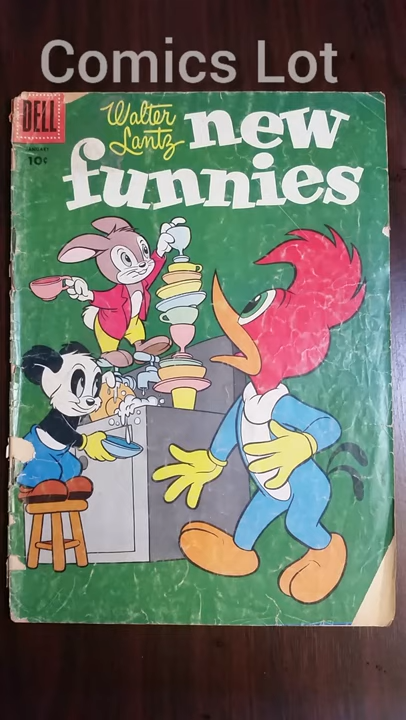 Comics Lot
DELL
JANUARY
10¢
Walter
Lantz
new
funnies